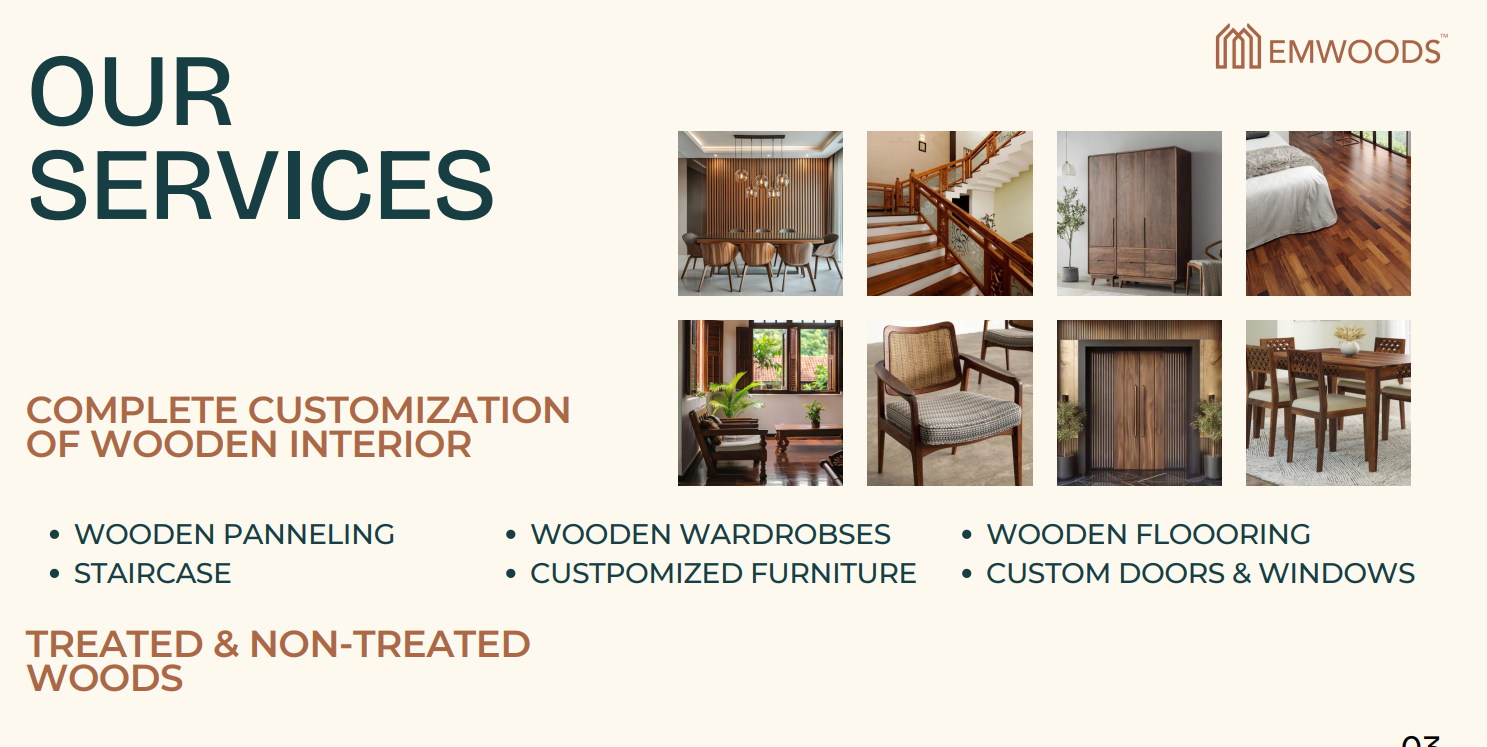 EMWOODS™
OUR
SERVICES
COMPLETE CUSTOMIZATION
OF WOODEN INTERIOR
• WOODEN PANNELING
• STAIRCASE
• WOODEN WARDROBSES
• CUSTPOMIZED FURNITURE
• WOODEN FLOOORING
• CUSTOM DOORS & WINDOWS
TREATED & NON-TREATED
WOODS
03